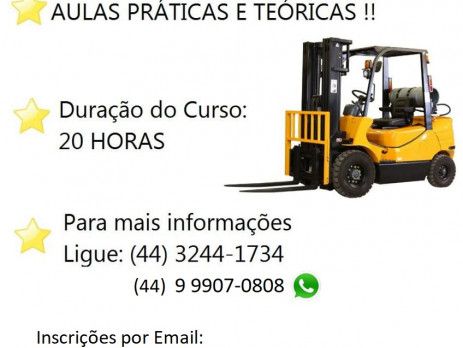 AULAS PRÁTICAS E TEÓRICAS !!
Duração do Curso:
20 HORAS
Para mais informações
Ligue: (44) 3244-1734
(44) 9 9907-0808
Inscrições por Email: